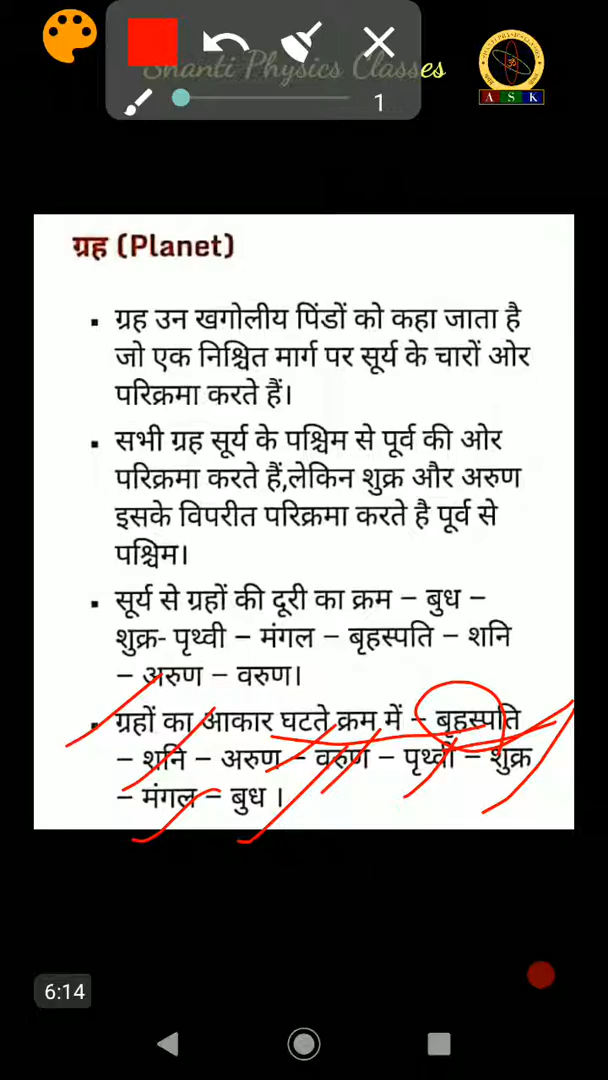 Shanti Physics Classes
1
A S K
ग्रह (Planet)
▪ ग्रह उन खगोलीय पिंडों को कहा जाता है
जो एक निश्चित मार्ग पर सूर्य के चारों ओर
परिक्रमा करते हैं।
▪ सभी ग्रह सूर्य के पश्चिम से पूर्व की ओर
परिक्रमा करते हैं,लेकिन शुक्र और अरुण
इसके विपरीत परिक्रमा करते है पूर्व से
पश्चिम।
▪ सूर्य से ग्रहों की दूरी का क्रम – बुध –
शुक्र- पृथ्वी – मंगल – बृहस्पति – शनि
– अरुण – वरुण।
▪ ग्रहों का आकार घटते क्रम में – बृहस्पति
– शनि – अरुण – वरुण – पृथ्वी – शुक्र
– मंगल – बुध ।
6:14